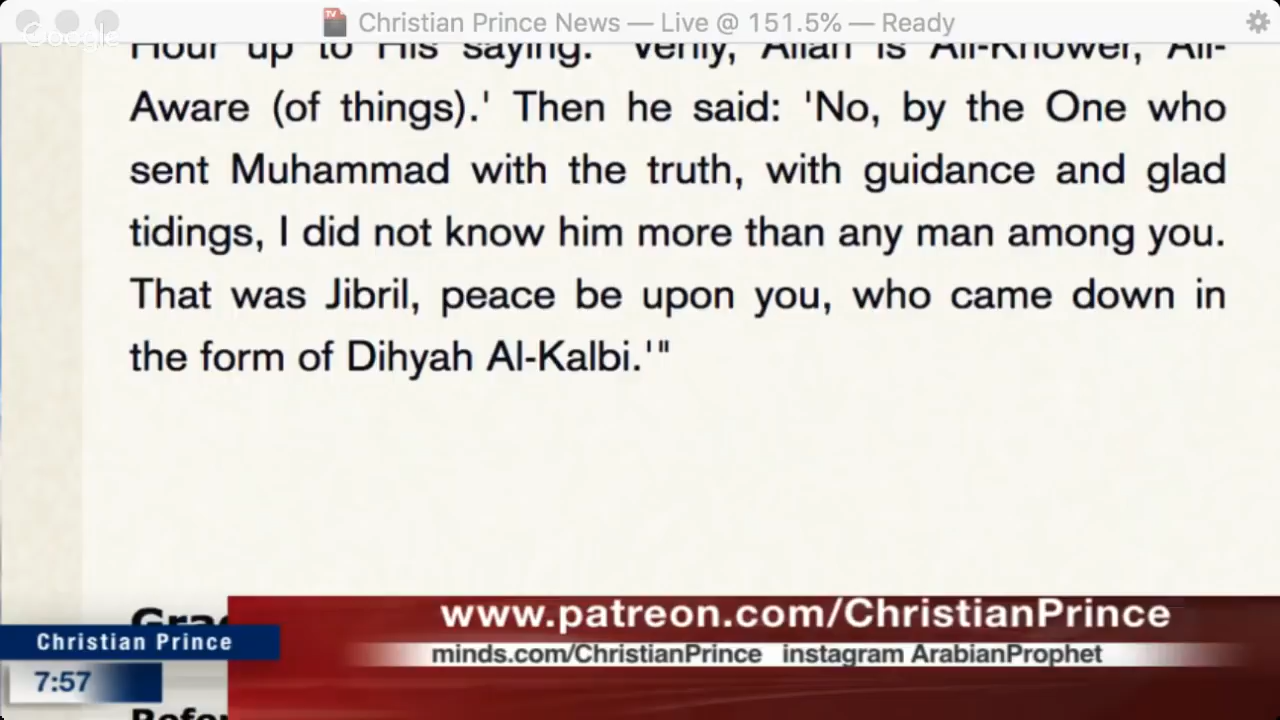 Christian Prince News — Live @ 151.5% — Ready
Google
Hour up to His saying: 'Verily, Allah is All-Knower, All-
Aware (of things).' Then he said: 'No, by the One who
sent Muhammad with the truth, with guidance and glad
tidings, I did not know him more than any man among you.
That was Jibril, peace be upon you, who came down in
the form of Dihyah Al-Kalbi.'"
www.patreon.com/ChristianPrince
Christian Prince
minds.com/ChristianPrince instagram ArabianProphet
7:57